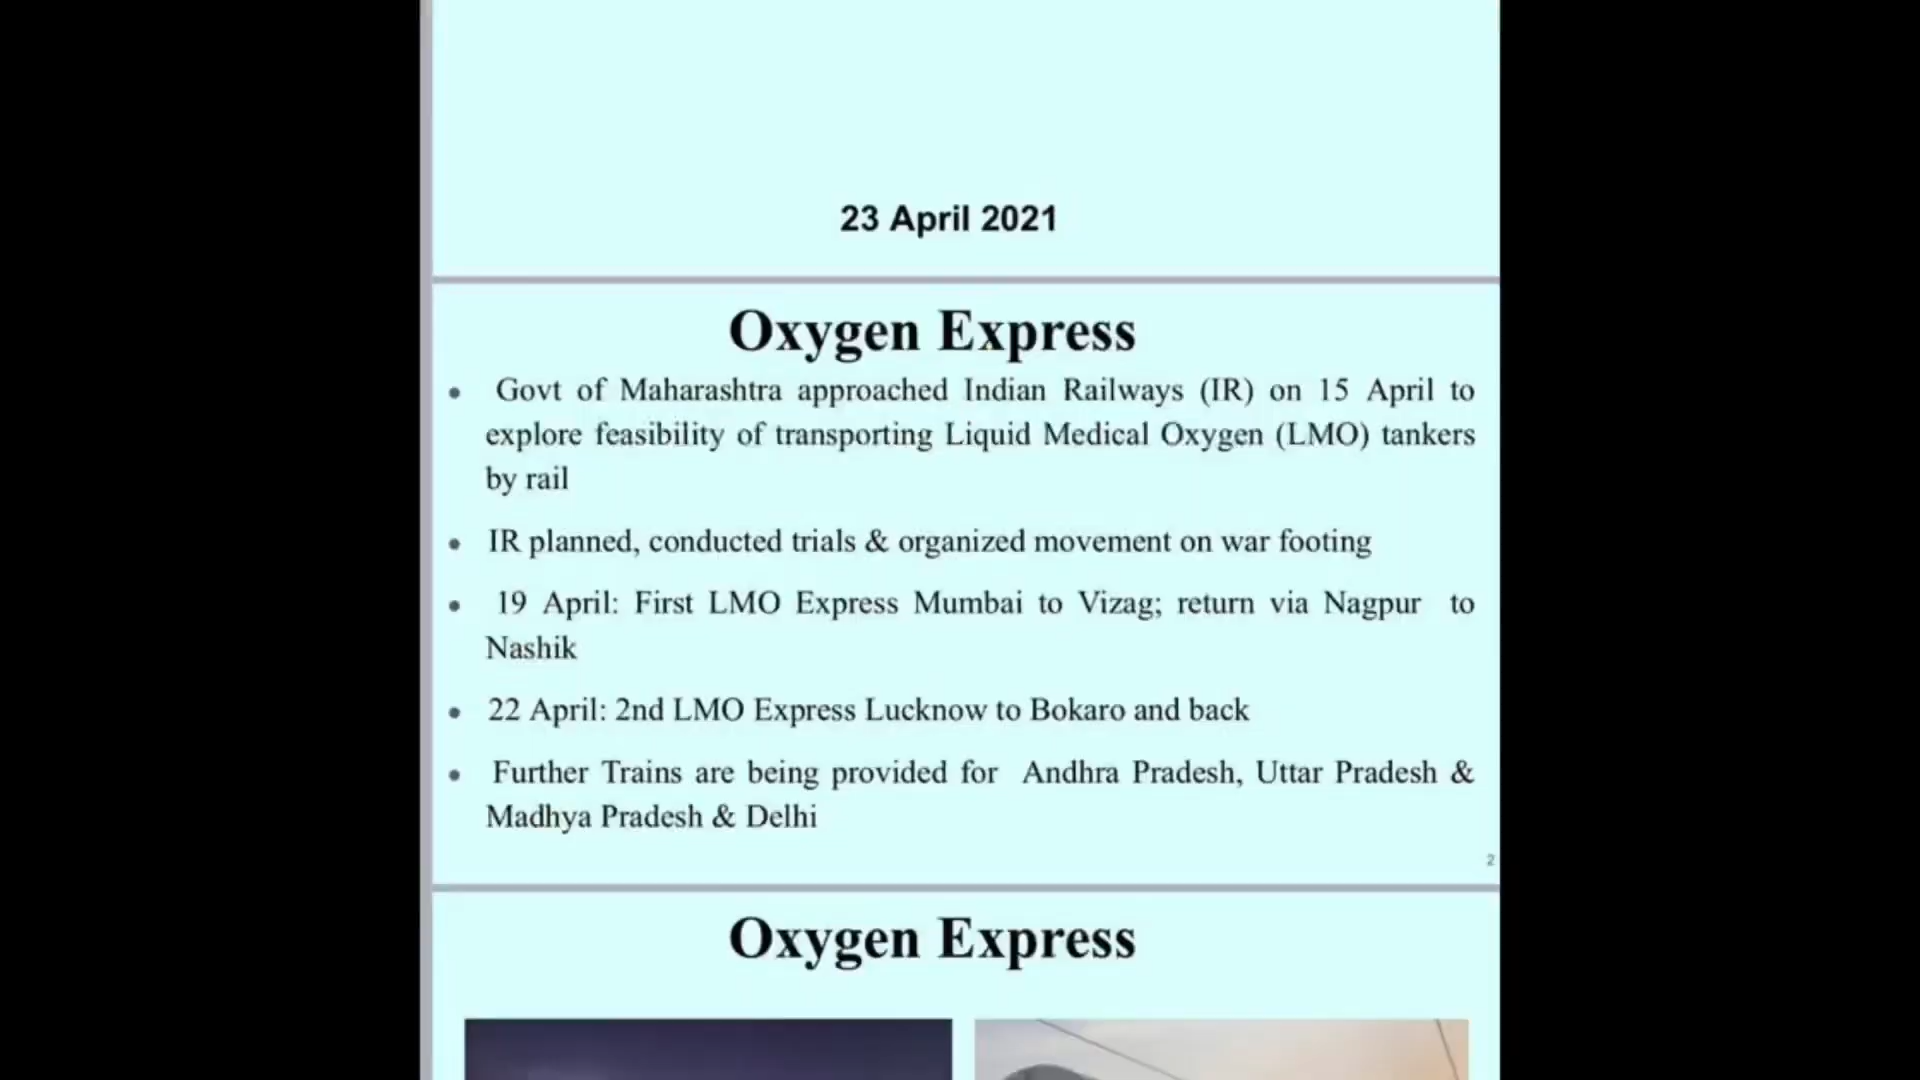 23 April 2021
Oxygen Express
• Govt of Maharashtra approached Indian Railways (IR) on 15 April to
explore feasibility of transporting Liquid Medical Oxygen (LMO) tankers
by rail
• IR planned, conducted trials & organized movement on war footing
• 19 April: First LMO Express Mumbai to Vizag; return via Nagpur to
Nashik
• 22 April: 2nd LMO Express Lucknow to Bokaro and back
• Further Trains are being provided for Andhra Pradesh, Uttar Pradesh &
Madhya Pradesh & Delhi
2
Oxygen Express